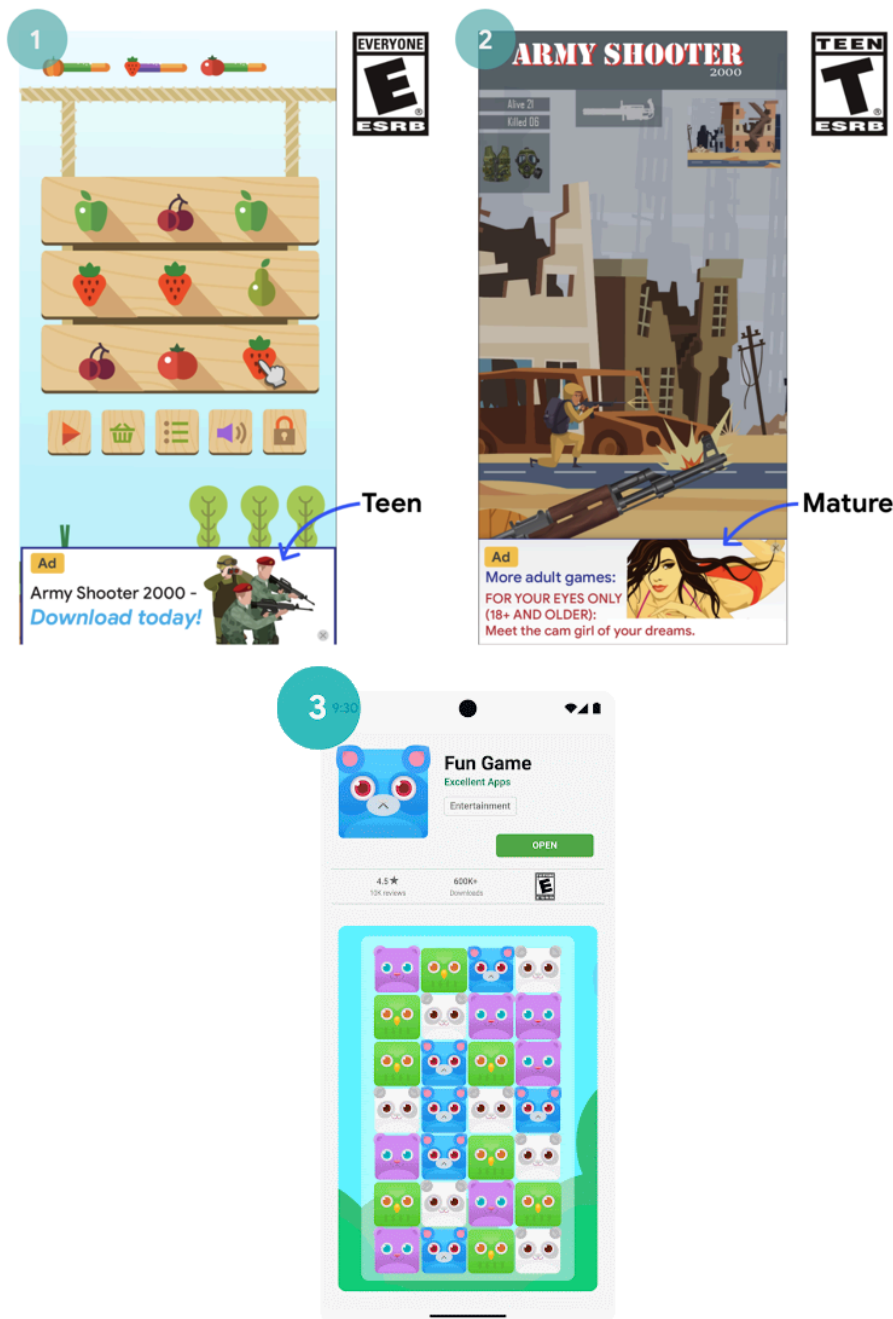 1
EVERYONE
E
ESRB
Teen
Ad
Army Shooter 2000 -
Download today!
2
ARMY SHOOTER
2000
TEEN
T
ESRB
Alive 21
Killed 06
Mature
Ad
More adult games:
FOR YOUR EYES ONLY
(18+ AND OLDER):
Meet the cam girl of your dreams.
3
9:30
Fun Game
Excellent Apps
Entertainment
OPEN
4.5★
600K+
10K reviews
Downloads
EVERYONE
E
ESRB